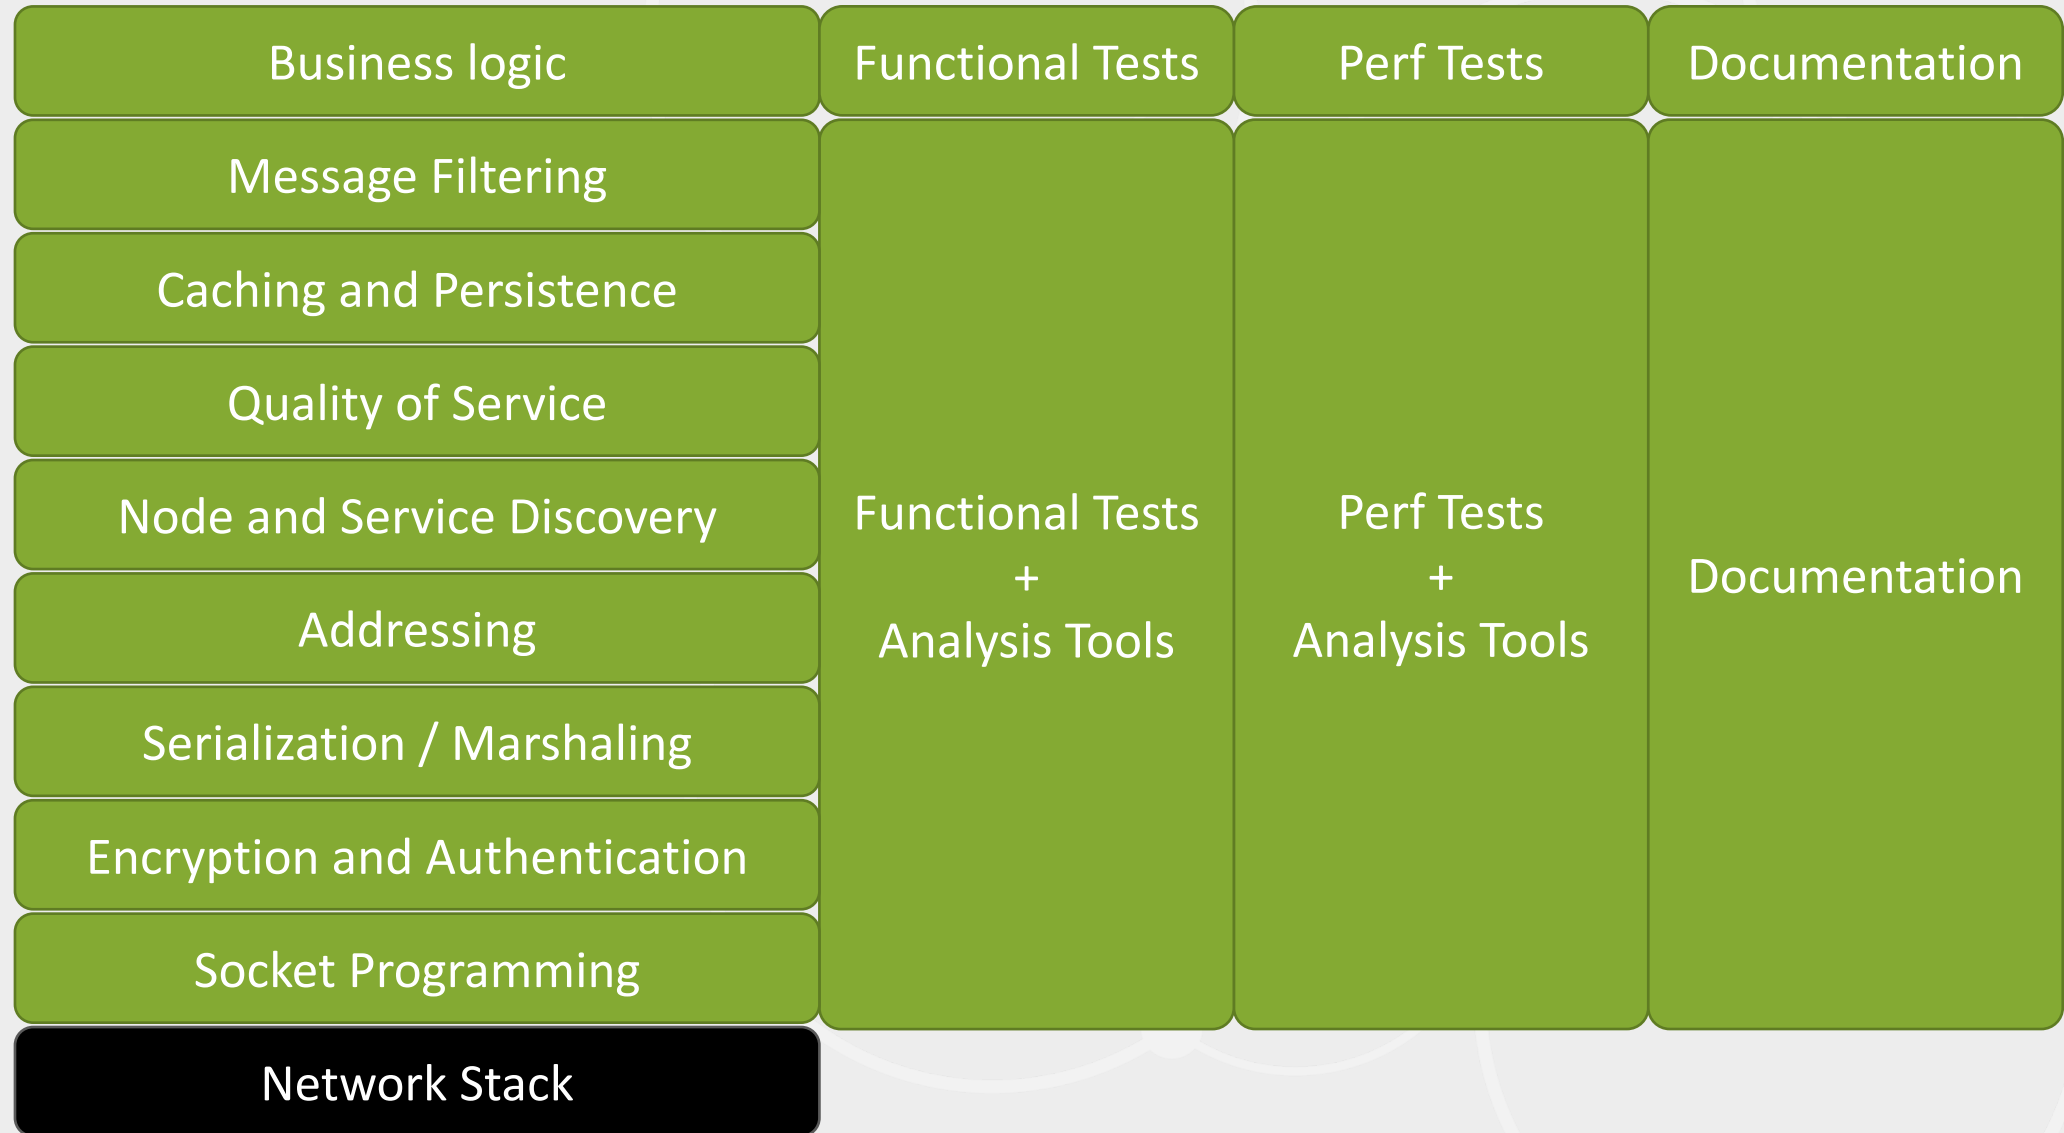 Business logic
Functional Tests
Perf Tests
Documentation
Message Filtering
Caching and Persistence
Quality of Service
Node and Service Discovery
Addressing
Serialization / Marshaling
Encryption and Authentication
Socket Programming
Network Stack
Functional Tests
+
Analysis Tools
Perf Tests
+
Analysis Tools
Documentation